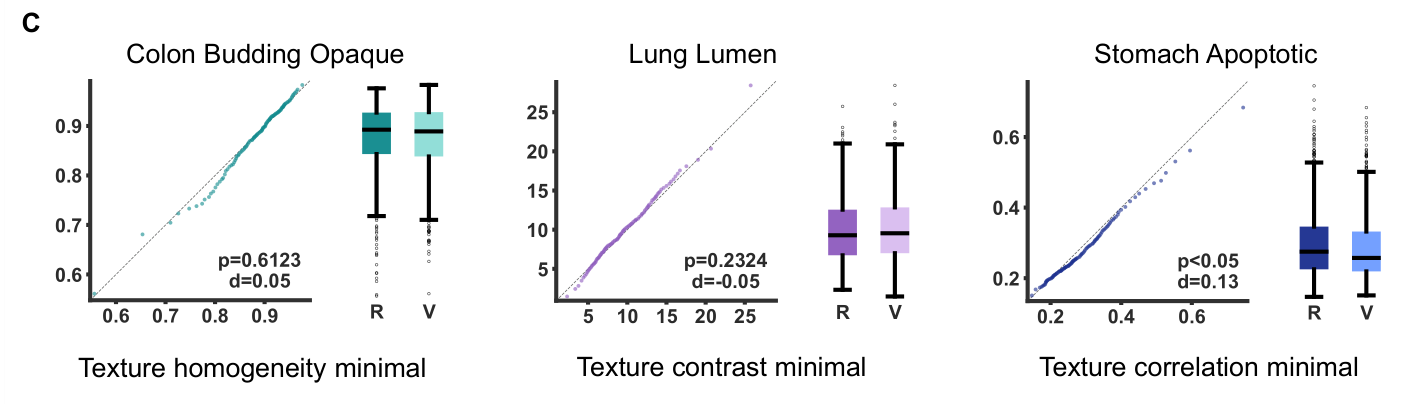 C
Colon Budding Opaque
0.9
0.8
0.7
0.6
p=0.6123
d=0.05
0.6 0.7 0.8 0.9
R V
Texture homogeneity minimal
Lung Lumen
25
20
15
10
5
p=0.2324
d=-0.05
5 10 15 20 25
R V
Texture contrast minimal
Stomach Apoptotic
0.6
0.4
0.2
p<0.05
d=0.13
0.2 0.4 0.6
R V
Texture correlation minimal